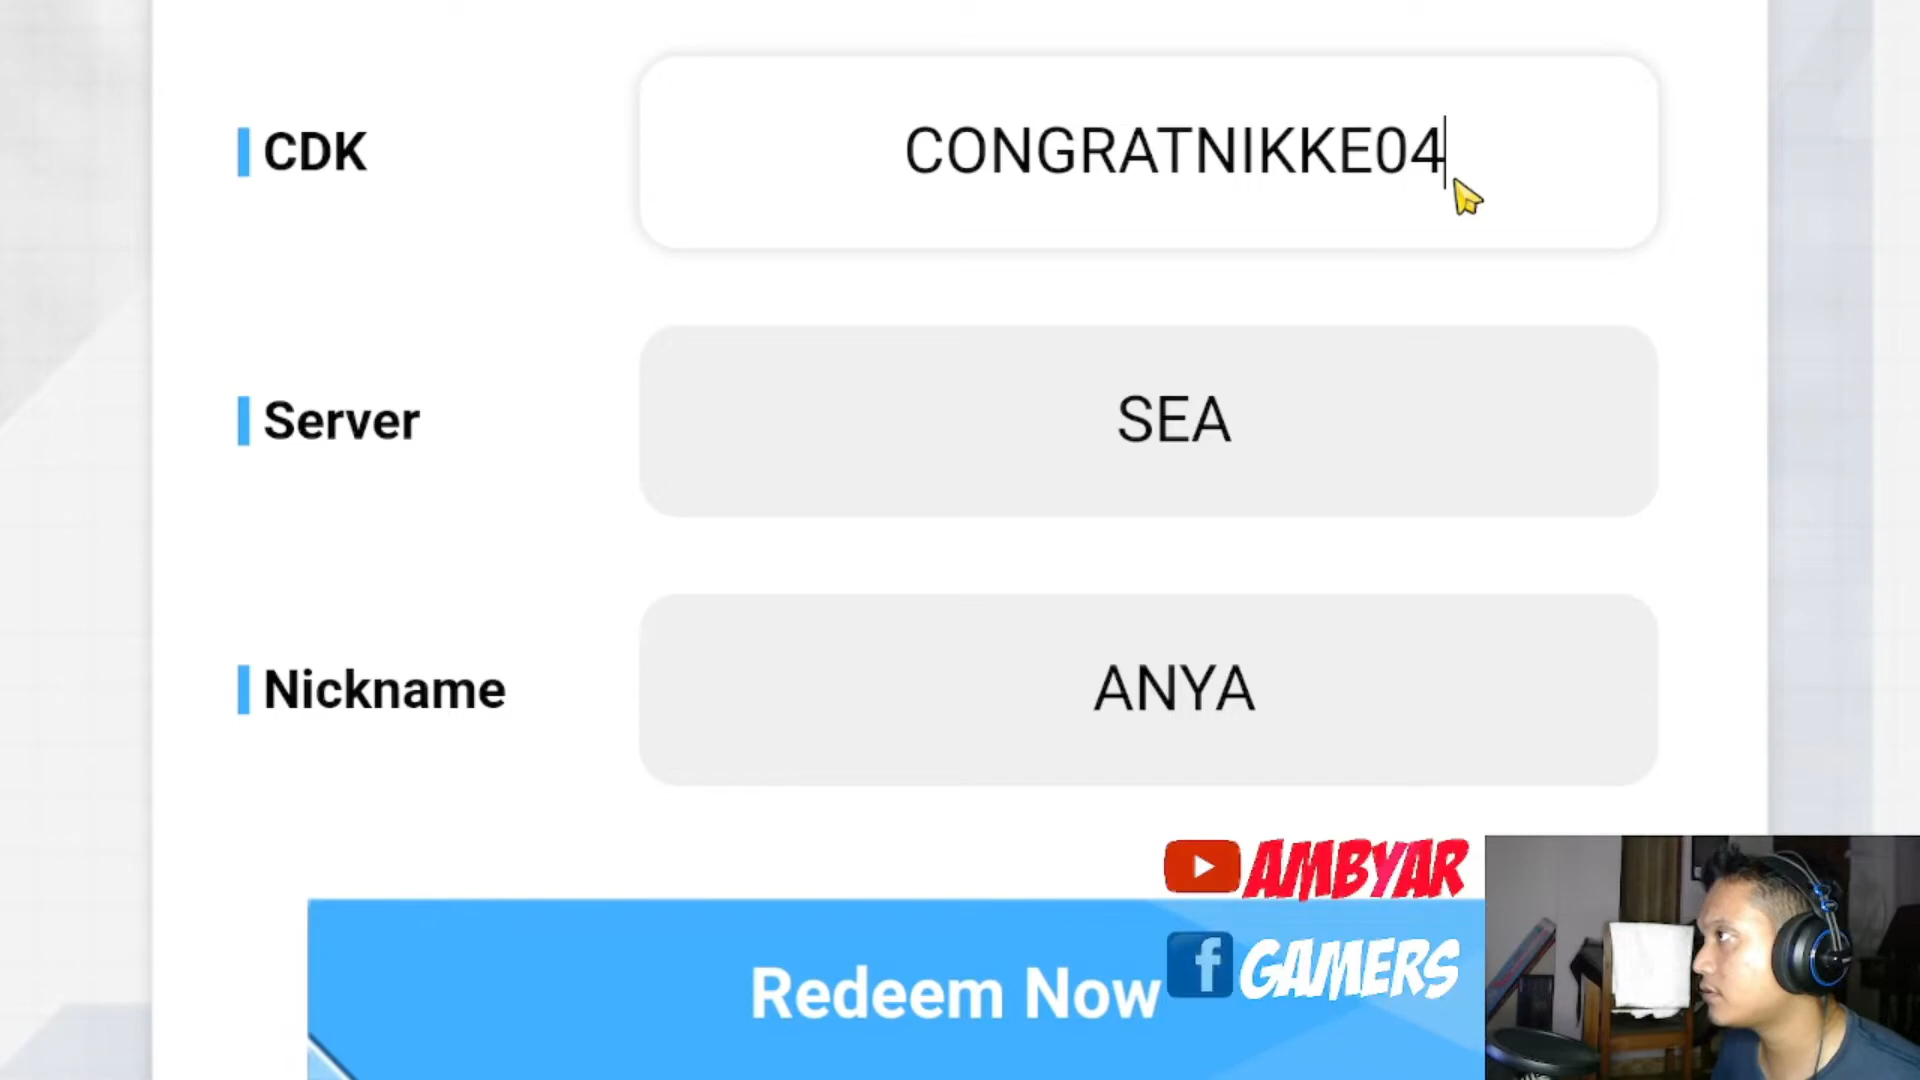 CDK
CONGRATNIKKE04
Server
SEA
Nickname
ANYA
AMBYAR
Redeem Now
f GAMERS